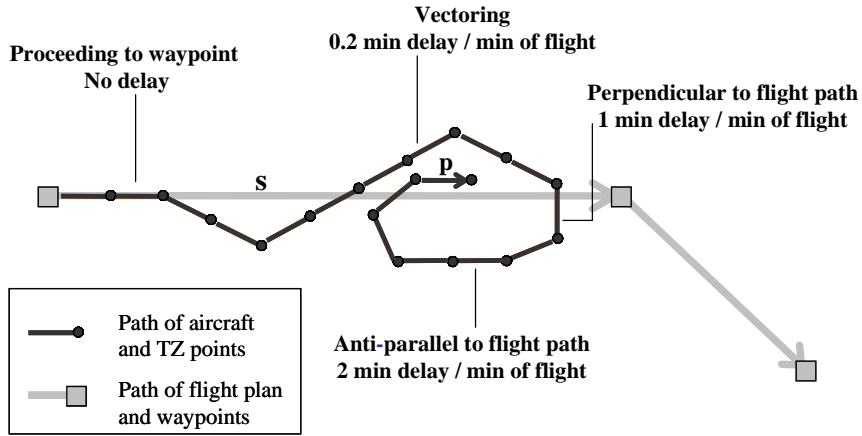 Vectoring
0.2 min delay / min of flight
Proceeding to waypoint
No delay
Perpendicular to flight path
1 min delay / min of flight
s
p
Anti-parallel to flight path
2 min delay / min of flight
Path of aircraft
and TZ points
Path of flight plan
and waypoints